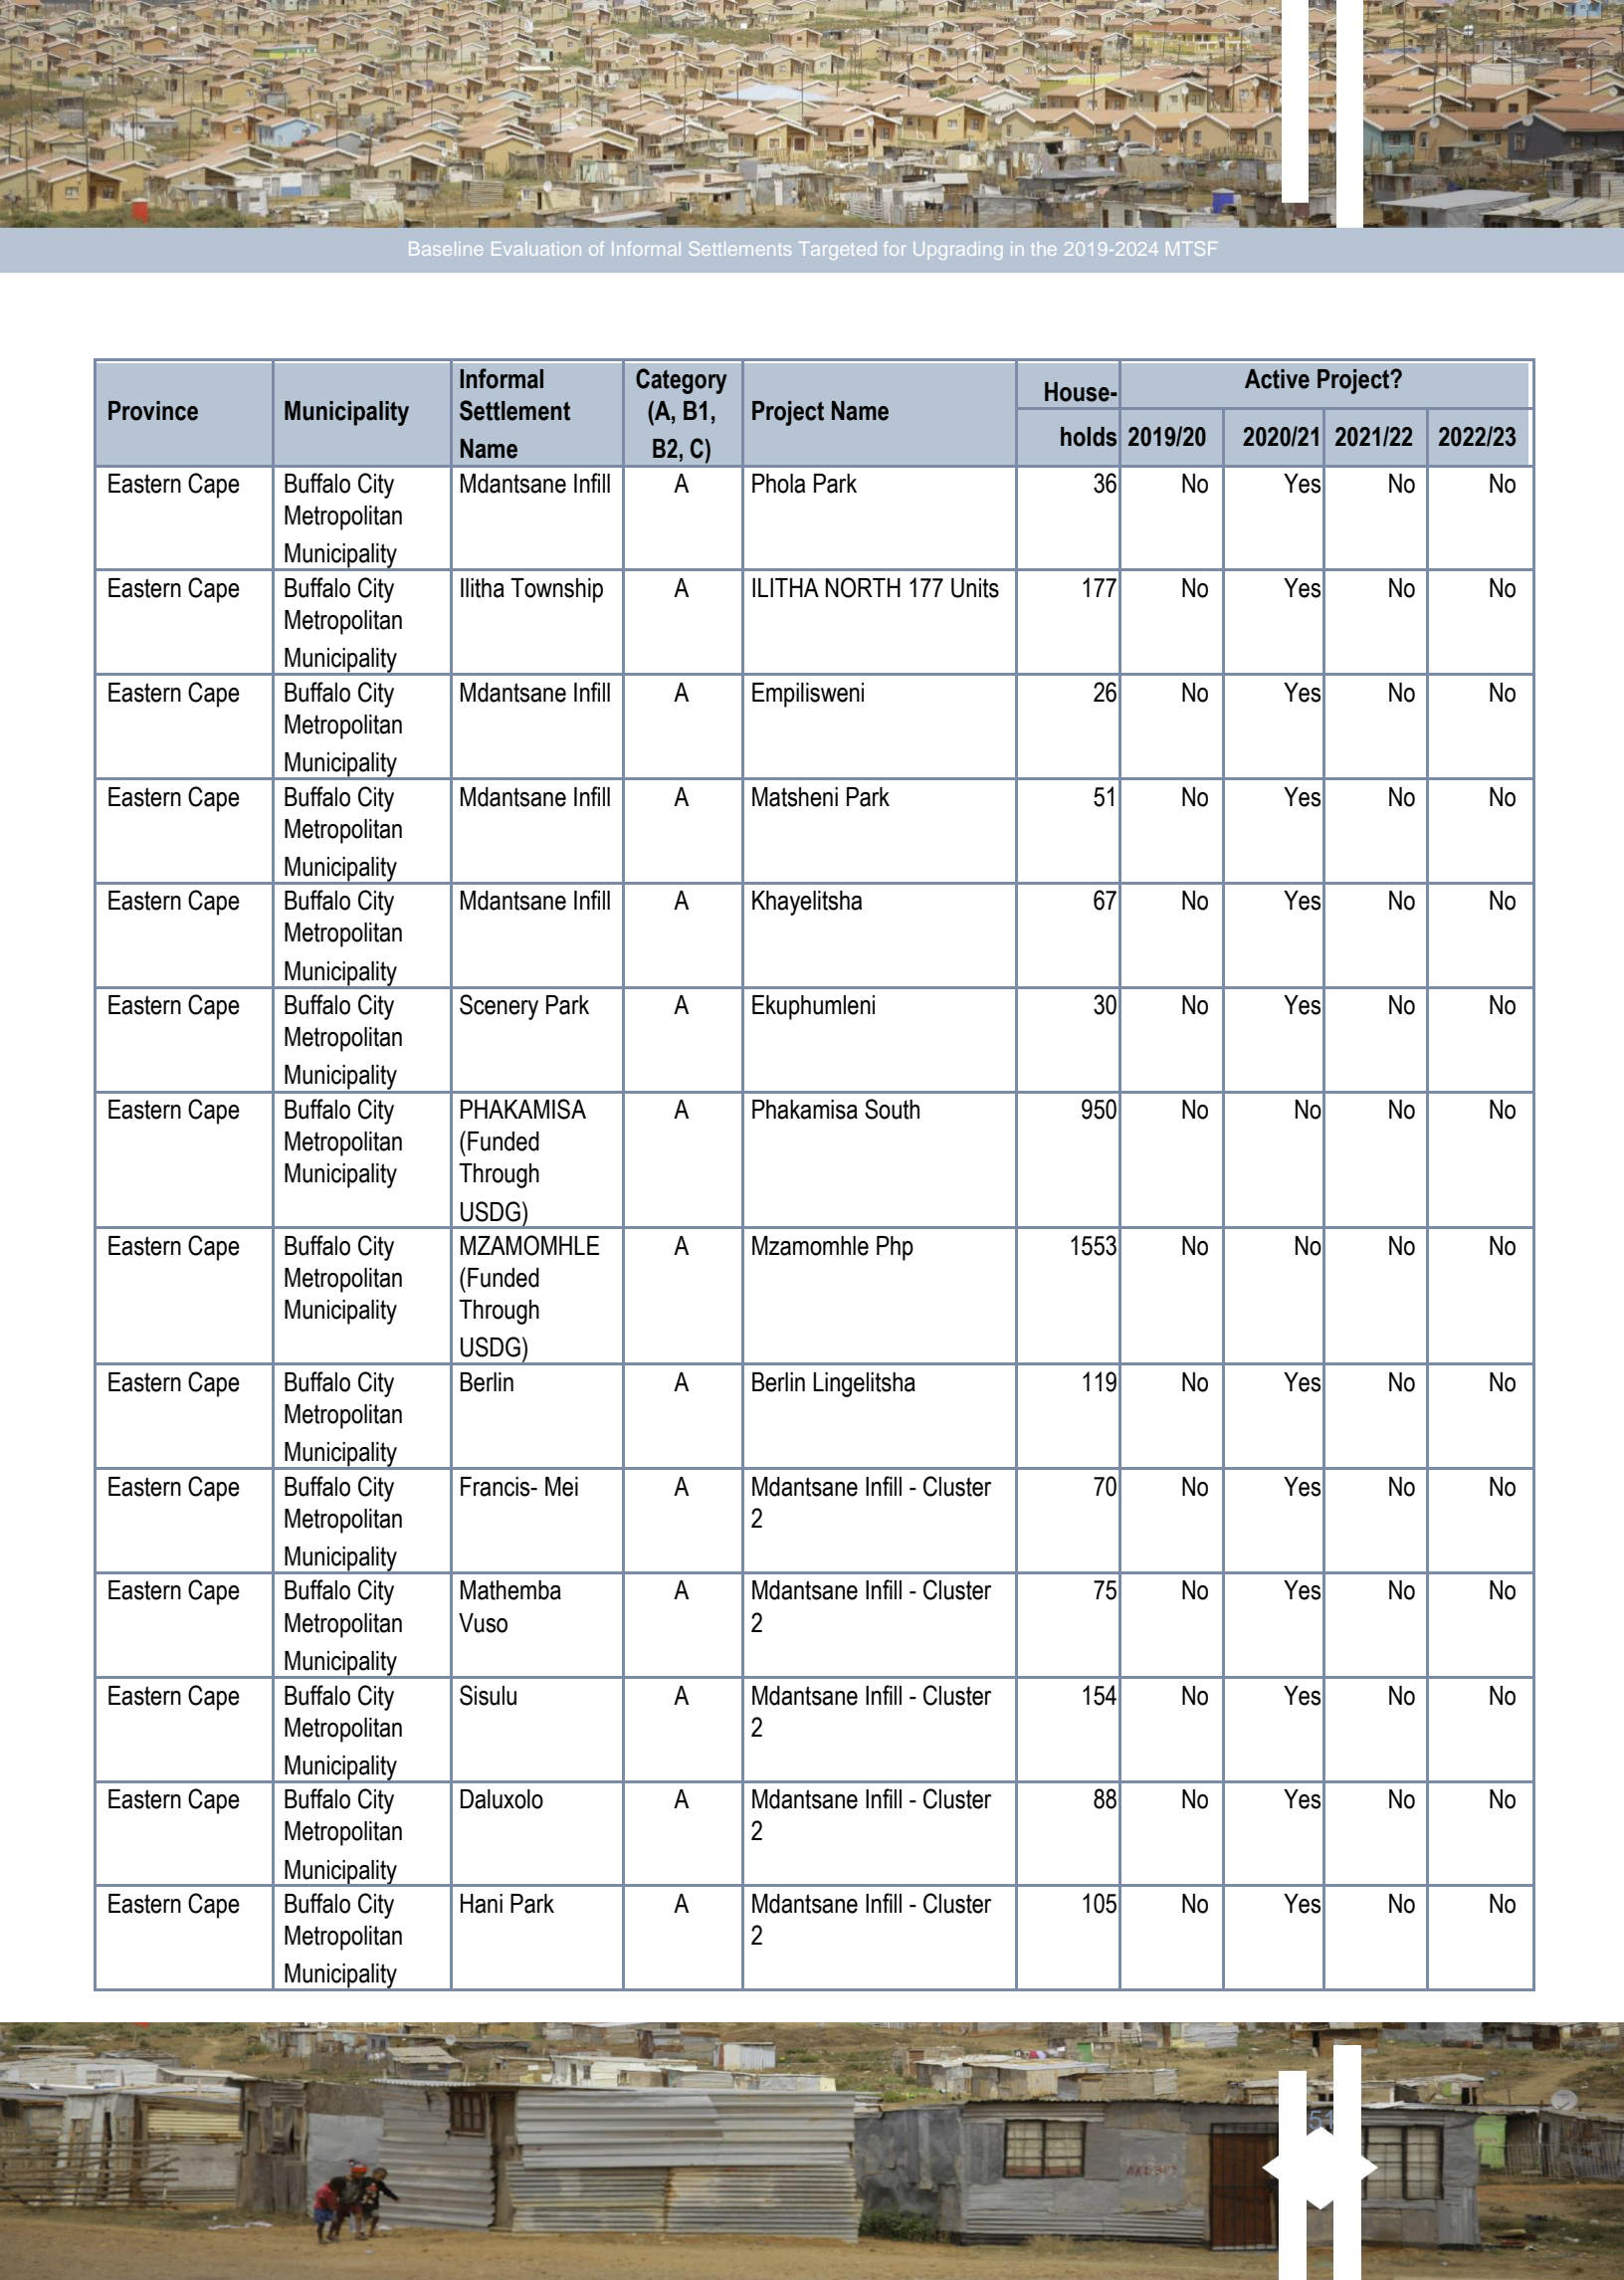 Baseline Evaluation of Informal Settlements Targeted for Upgrading in the 2019-2024 MTSF
Province Municipality Informal Settlement Name Category (A, B1, B2, C) Project Name House-holds Active Project?
2019/20 2020/21 2021/22 2022/23
Eastern Cape Buffalo City Metropolitan Municipality Mdantsane Infill A Phola Park 36 No Yes No No
Eastern Cape Buffalo City Metropolitan Municipality Ilitha Township A ILITHA NORTH 177 Units 177 No Yes No No
Eastern Cape Buffalo City Metropolitan Municipality Mdantsane Infill A Empilisweni 26 No Yes No No
Eastern Cape Buffalo City Metropolitan Municipality Mdantsane Infill A Matsheni Park 51 No Yes No No
Eastern Cape Buffalo City Metropolitan Municipality Mdantsane Infill A Khayelitsha 67 No Yes No No
Eastern Cape Buffalo City Metropolitan Municipality Scenery Park A Ekuphumleni 30 No Yes No No
Eastern Cape Buffalo City Metropolitan Municipality PHAKAMISA (Funded Through USDG) A Phakamisa South 950 No No No No
Eastern Cape Buffalo City Metropolitan Municipality MZAMOMHLE (Funded Through USDG) A Mzamomhle Php 1553 No No No No
Eastern Cape Buffalo City Metropolitan Municipality Berlin A Berlin Lingelitsha 119 No Yes No No
Eastern Cape Buffalo City Metropolitan Municipality Francis- Mei A Mdantsane Infill - Cluster 2 70 No Yes No No
Eastern Cape Buffalo City Metropolitan Municipality Mathemba Vuso A Mdantsane Infill - Cluster 2 75 No Yes No No
Eastern Cape Buffalo City Metropolitan Municipality Sisulu A Mdantsane Infill - Cluster 2 154 No Yes No No
Eastern Cape Buffalo City Metropolitan Municipality Daluxolo A Mdantsane Infill - Cluster 2 88 No Yes No No
Eastern Cape Buffalo City Metropolitan Municipality Hani Park A Mdantsane Infill - Cluster 2 105 No Yes No No